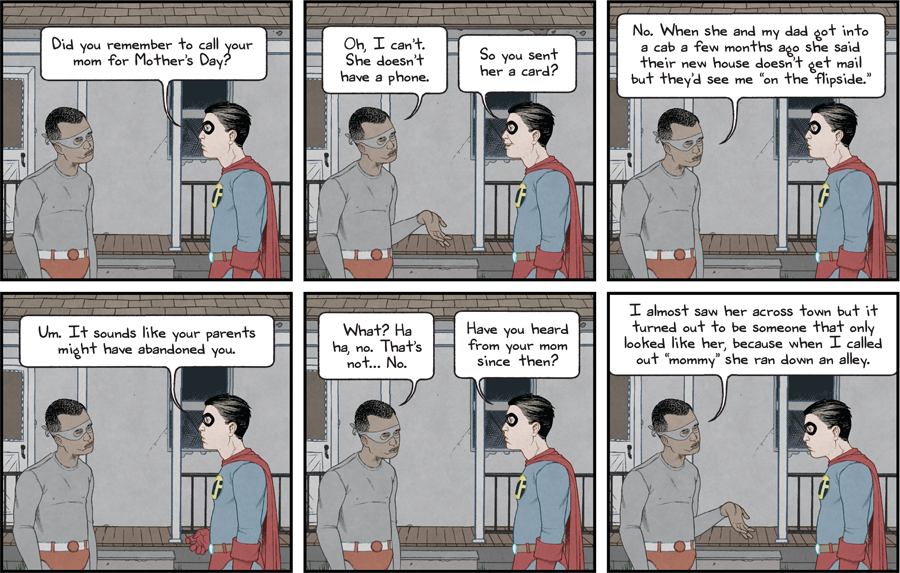 Did you remember to call your
mom for Mother's Day?
Oh, I can't.
She doesn't
have a phone.
So you sent
her a card?
No. When she and my dad got into
a cab a few months ago she said
their new house doesn't get mail
but they'd see me "on the flipside."
Um. It sounds like your parents
might have abandoned you.
What? Ha
ha, no. That's
not... No.
Have you heard
from your mom
since then?
I almost saw her across town but it
turned out to be someone that only
looked like her, because when I called
out "mommy" she ran down an alley.